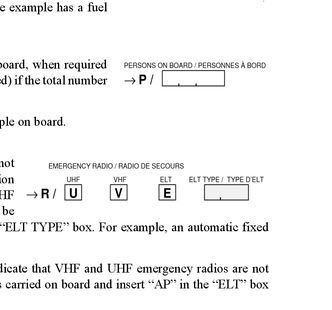 e example has a fuel
board, when required
ed) if the total number
PERSONS ON BOARD / PERSONNES À BORD
→ P / , ,
ple on board.
not
ion
HF
be
EMERGENCY RADIO / RADIO DE SECOURS
UHF VHF ELT ELT TYPE / TYPE D'ELT
→ R / U V E ,
“ELT TYPE” box. For example, an automatic fixed
dicate that VHF and UHF emergency radios are not
s carried on board and insert “AP” in the “ELT” box